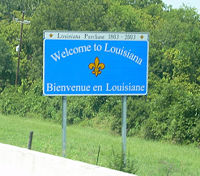 Louisiana Purchase 1803-2003
Welcome to Louisiana
Bienvenue en Louisiane